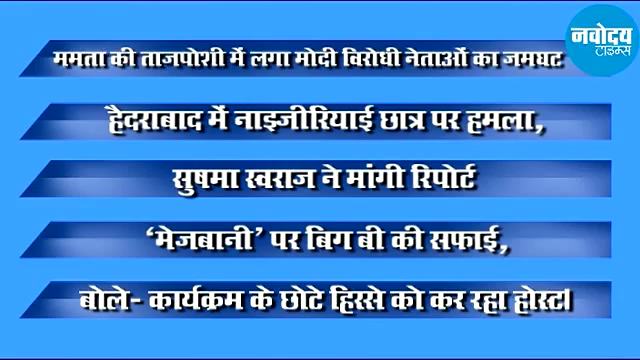 नवोदय
टाइम्स
ममता की ताजपोशी में लगा मोदी विरोधी नेताओं का जमघट
हैदराबाद में नाइजीरियाई छात्र पर हमला,
सुषमा स्वराज ने मांगी रिपोर्ट
‘मेजबानी’ पर बिग बी की सफाई,
बोले- कार्यक्रम के छोटे हिस्से को कर रहा होस्ट